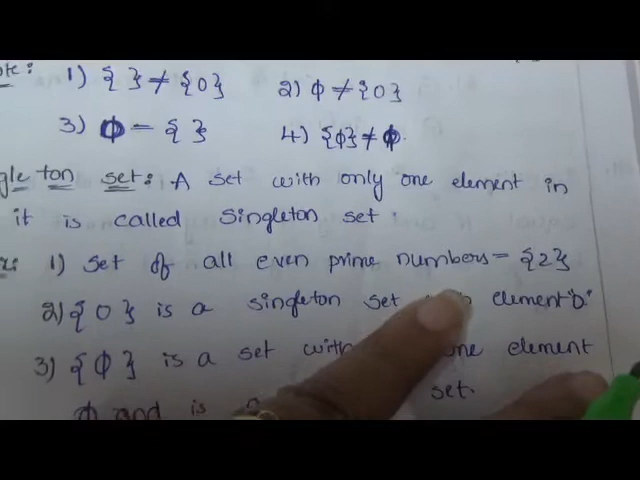 1) { } ≠ {0} 2) ϕ ≠ {0}
3) ϕ = { } 4) {ϕ} ≠ ϕ.
ton set: A set with only one element in
it is called singleton set.
1) set of all even prime numbers = {2}
2) {0} is a singleton set element '0'
3) {ϕ} is a set with element
ϕ and is set.